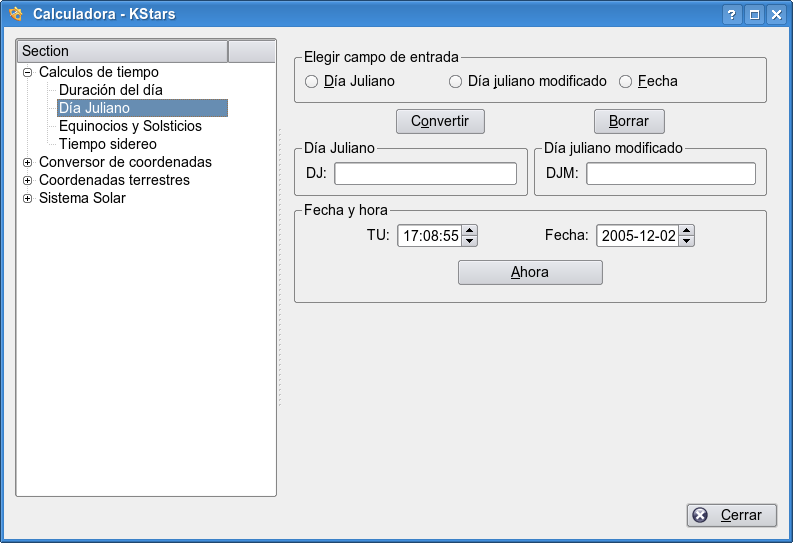 Calculadora - KStars
Section
Calculos de tiempo
Duración del día
Día Juliano
Equinocios y Solsticios
Tiempo sidereo
Conversor de coordenadas
Coordenadas terrestres
Sistema Solar
Elegir campo de entrada
Día Juliano Día juliano modificado Fecha
Convertir Borrar
Día Juliano Día juliano modificado
DJ: DJM:
Fecha y hora
TU: 17:08:55 Fecha: 2005-12-02
Ahora
Cerrar